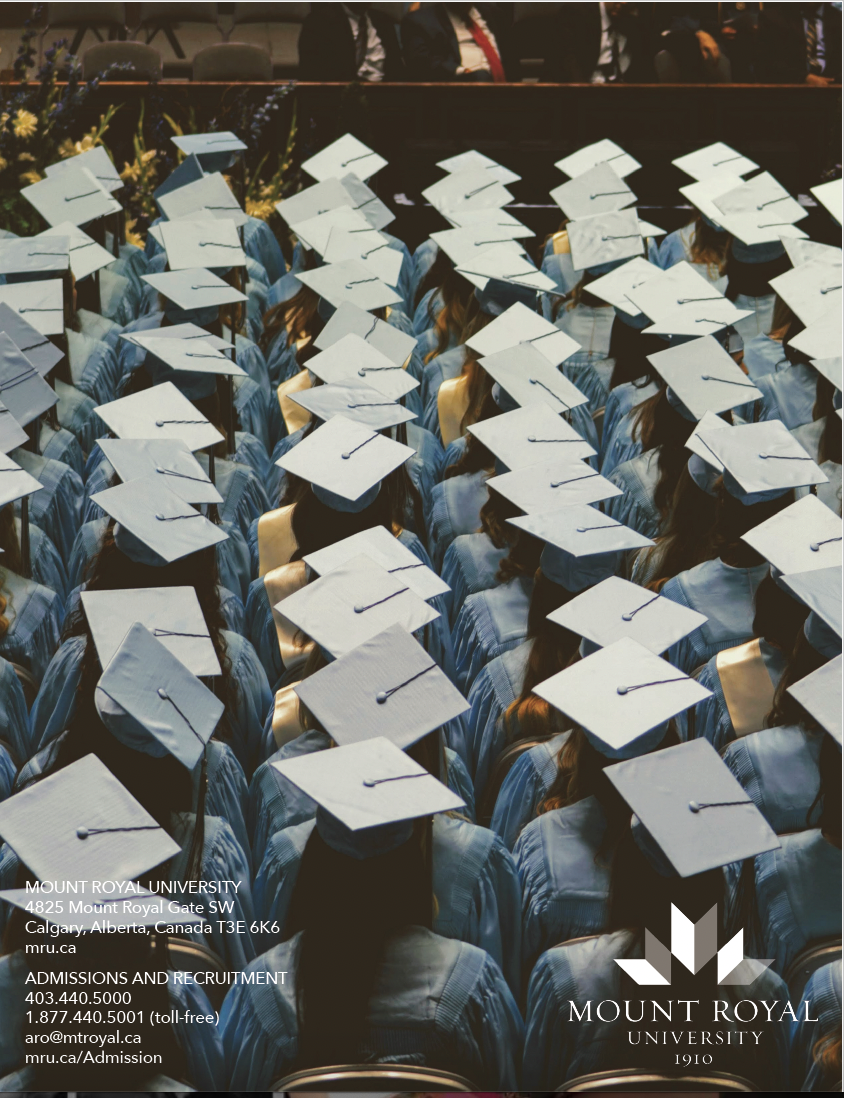 MOUNT ROYAL UNIVERSITY
4825 Mount Royal Gate SW
Calgary, Alberta, Canada T3E 6K6
mru.ca
ADMISSIONS AND RECRUITMENT
403.440.5000
1.877.440.5001 (toll-free)
aro@mtroyal.ca
mru.ca/Admission
MOUNT ROYAL
UNIVERSITY
1910